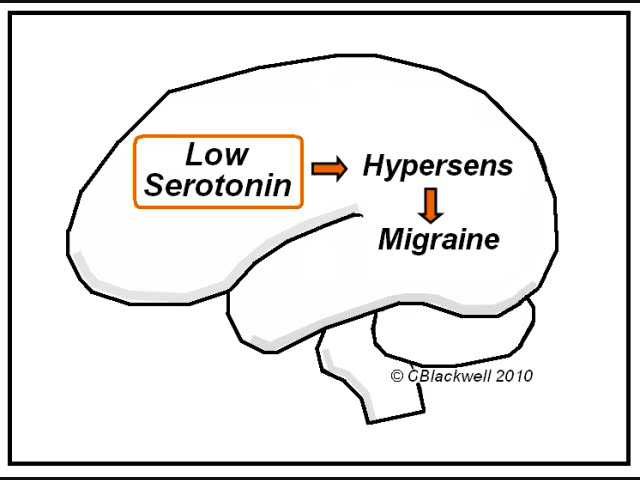 Low
Serotonin
Hypersens
Migraine
© CBlackwell 2010